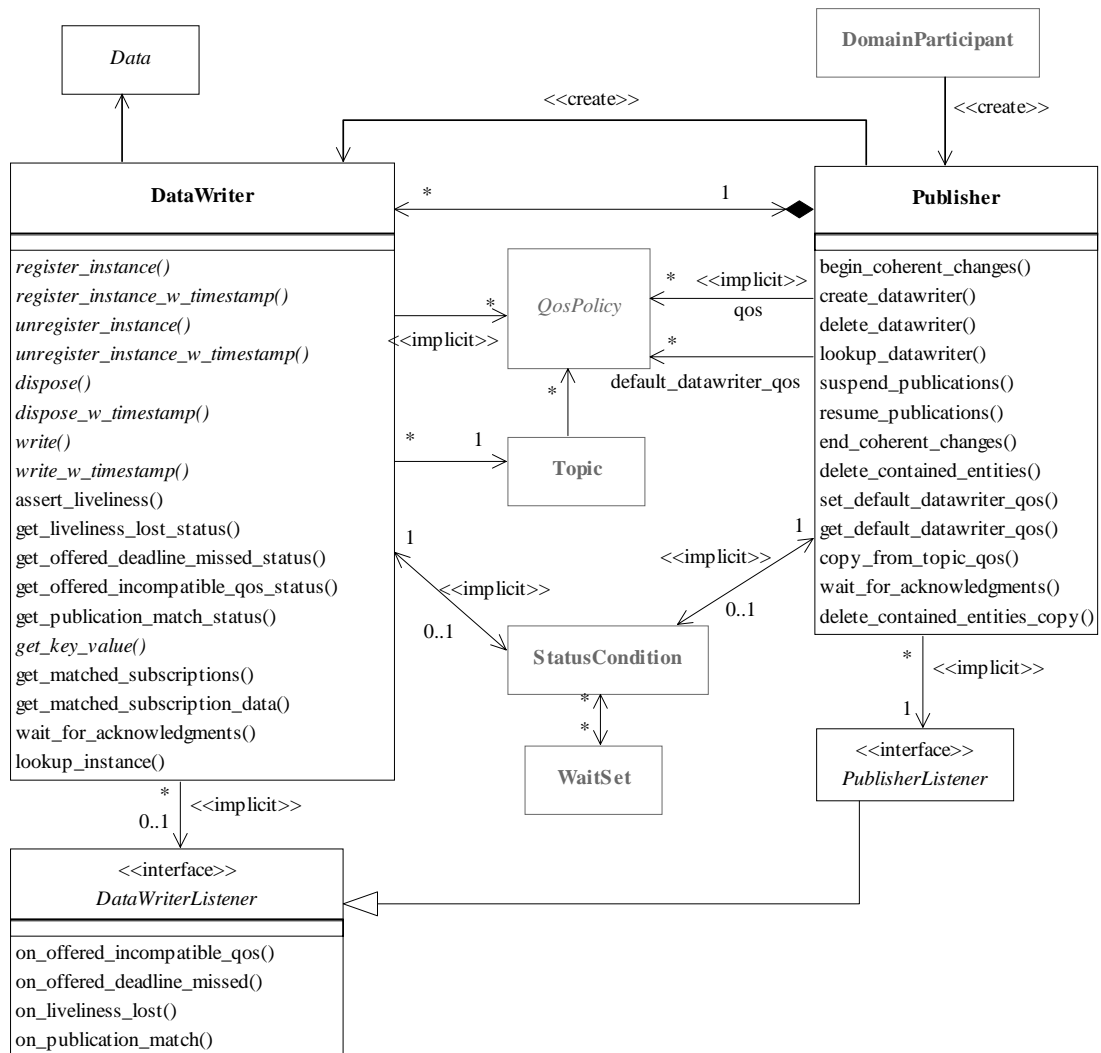 Data
DomainParticipant
<<create>>
<<create>>
DataWriter
*
1
Publisher
register_instance()
register_instance_w_timestamp()
unregister_instance()
unregister_instance_w_timestamp()
dispose()
dispose_w_timestamp()
write()
write_w_timestamp()
assert_liveliness()
get_liveliness_lost_status()
get_offered_deadline_missed_status()
get_offered_incompatible_qos_status()
get_publication_match_status()
get_key_value()
get_matched_subscriptions()
get_matched_subscription_data()
wait_for_acknowledgments()
lookup_instance()
*
<<implicit>>
QosPolicy
*
<<implicit>>
qos
*
default_datawriter_qos
*
*
1
Topic
begin_coherent_changes()
create_datawriter()
delete_datawriter()
lookup_datawriter()
suspend_publications()
resume_publications()
end_coherent_changes()
delete_contained_entities()
set_default_datawriter_qos()
get_default_datawriter_qos()
copy_from_topic_qos()
wait_for_acknowledgments()
delete_contained_entities_copy()
1
<<implicit>>
0..1
1
<<implicit>>
0..1
StatusCondition
*
*
WaitSet
*
<<implicit>>
1
<<interface>>
PublisherListener
*
<<implicit>>
0..1
<<interface>>
DataWriterListener
on_offered_incompatible_qos()
on_offered_deadline_missed()
on_liveliness_lost()
on_publication_match()